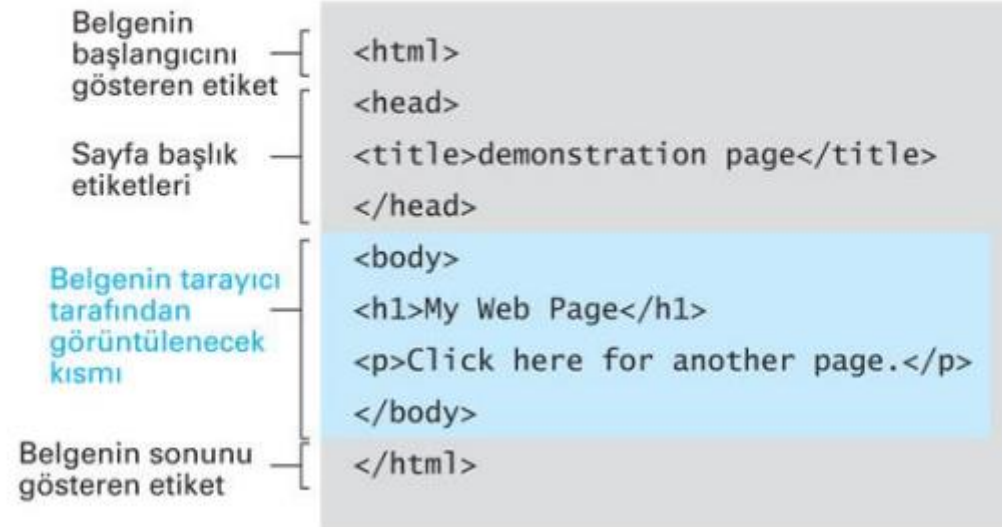 Belgenin
başlangıcını
gösteren etiket
<html>
<head>
Sayfa başlık
etiketleri
<title>demonstration page</title>
</head>
Belgenin tarayıcı
tarafından
görüntülenecek
kısmı
<body>
<h1>My Web Page</h1>
<p>Click here for another page.</p>
</body>
Belgenin sonunu
gösteren etiket
</html>